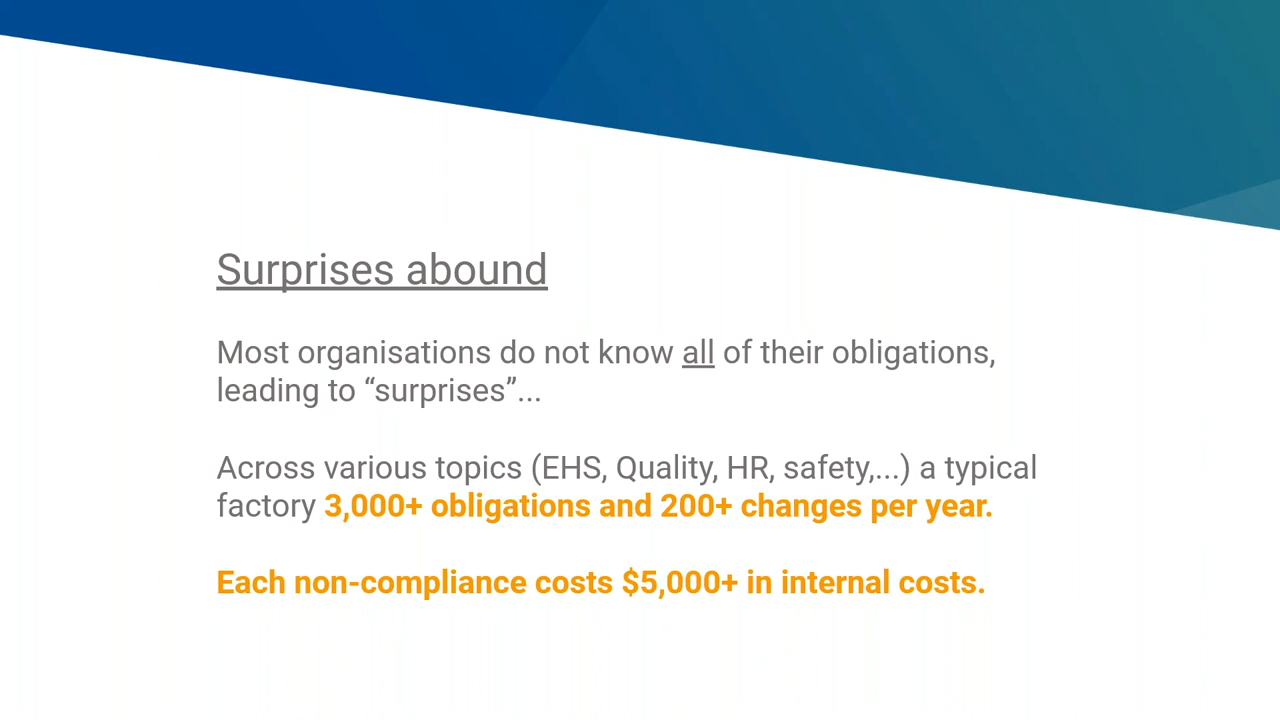 Surprises abound
Most organisations do not know all of their obligations,
leading to “surprises”...
Across various topics (EHS, Quality, HR, safety,...) a typical
factory 3,000+ obligations and 200+ changes per year.
Each non-compliance costs $5,000+ in internal costs.